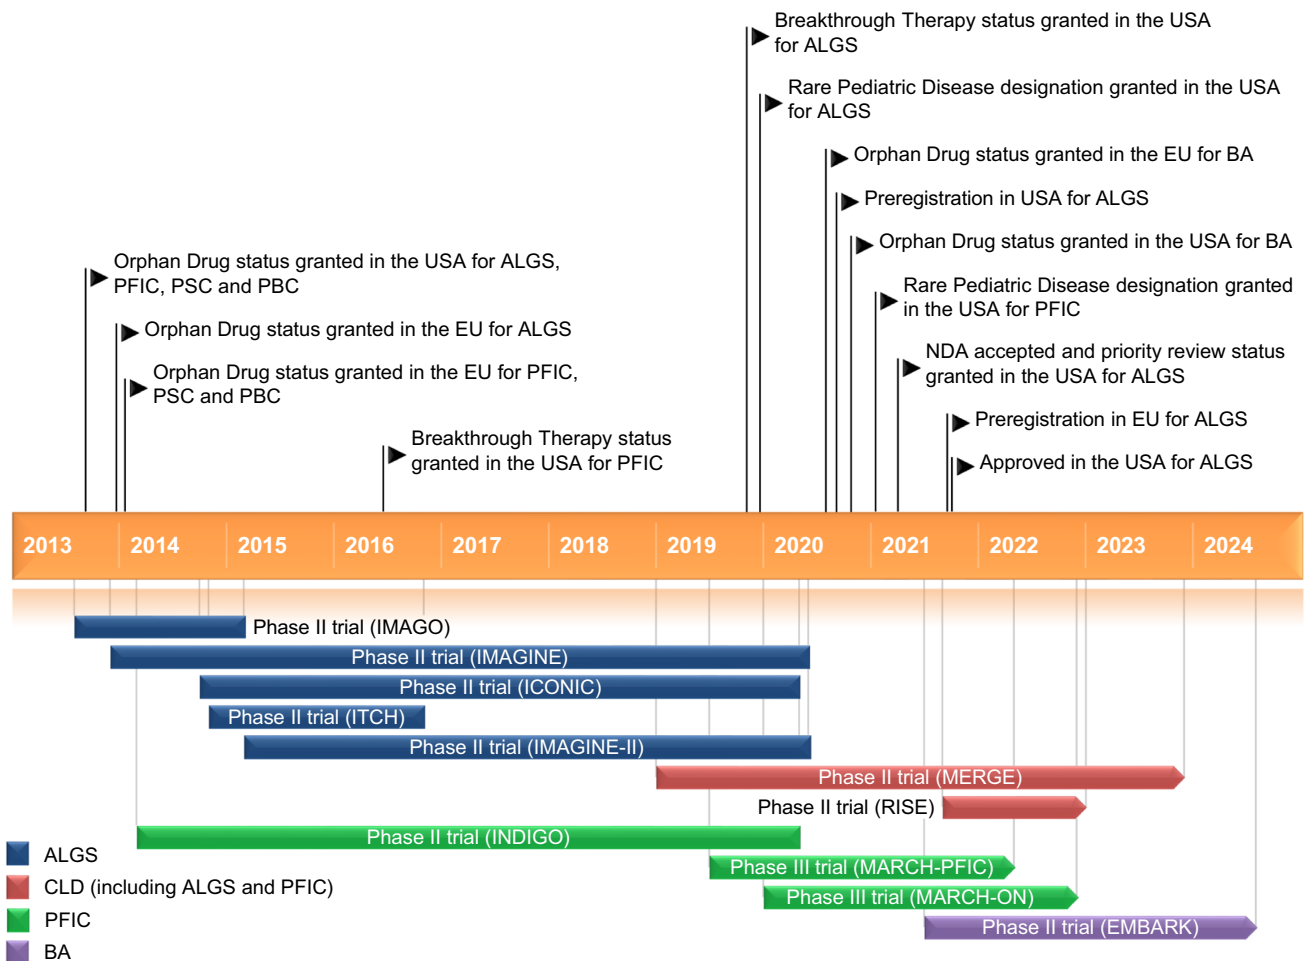 Breakthrough Therapy status granted in the USA
for ALGS
Rare Pediatric Disease designation granted in the USA
for ALGS
Orphan Drug status granted in the EU for BA
Preregistration in USA for ALGS
Orphan Drug status granted in the USA for BA
Orphan Drug status granted in the USA for ALGS,
PFIC, PSC and PBC
Rare Pediatric Disease designation granted
in the USA for PFIC
Orphan Drug status granted in the EU for ALGS
NDA accepted and priority review status
granted in the USA for ALGS
Orphan Drug status granted in the EU for PFIC,
PSC and PBC
Preregistration in EU for ALGS
Breakthrough Therapy status
granted in the USA for PFIC
Approved in the USA for ALGS
2013 2014 2015 2016 2017 2018 2019 2020 2021 2022 2023 2024
Phase II trial (IMAGO)
Phase II trial (IMAGINE)
Phase II trial (ICONIC)
Phase II trial (ITCH)
Phase II trial (IMAGINE-II)
Phase II trial (MERGE)
Phase II trial (RISE)
Phase II trial (INDIGO)
Phase III trial (MARCH-PFIC)
Phase III trial (MARCH-ON)
Phase II trial (EMBARK)
ALGS
CLD (including ALGS and PFIC)
PFIC
BA